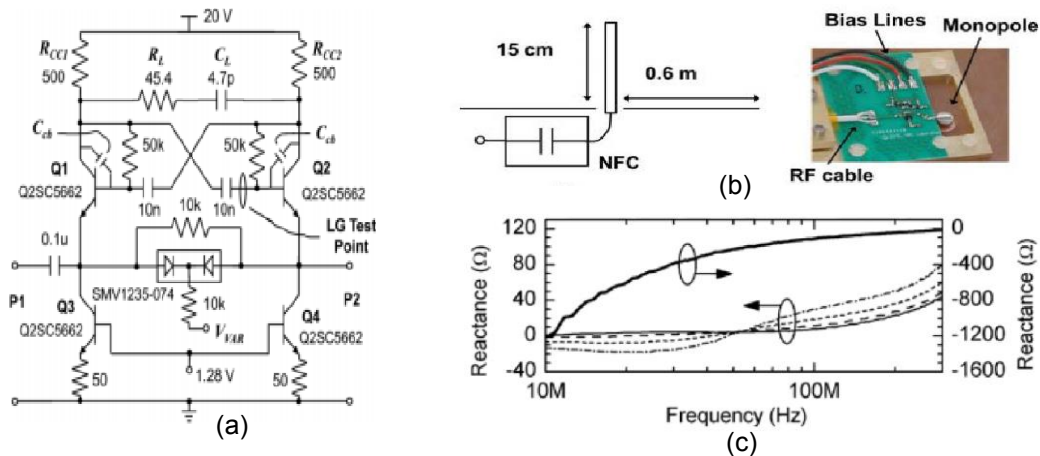 20 V
RCC1
500
RL
45.4
CL
4.7p
RCC2
500
Ccb
50k
50k
Ccb
Q1
Q2SC5662
Q2
Q2SC5662
10n
10n
10k
LG Test
Point
0.1u
P1
Q3
Q2SC5662
SMV1235-074
10k
VVAR
Q4
Q2SC5662
P2
50
1.28 V
50
(a)
15 cm
0.6 m
NFC
Bias Lines
Monopole
RF cable
(b)
Reactance (Ω)
120
80
40
0
-40
0
-400
-800
-1200
-1600
Reactance (Ω)
10M
100M
Frequency (Hz)
(c)